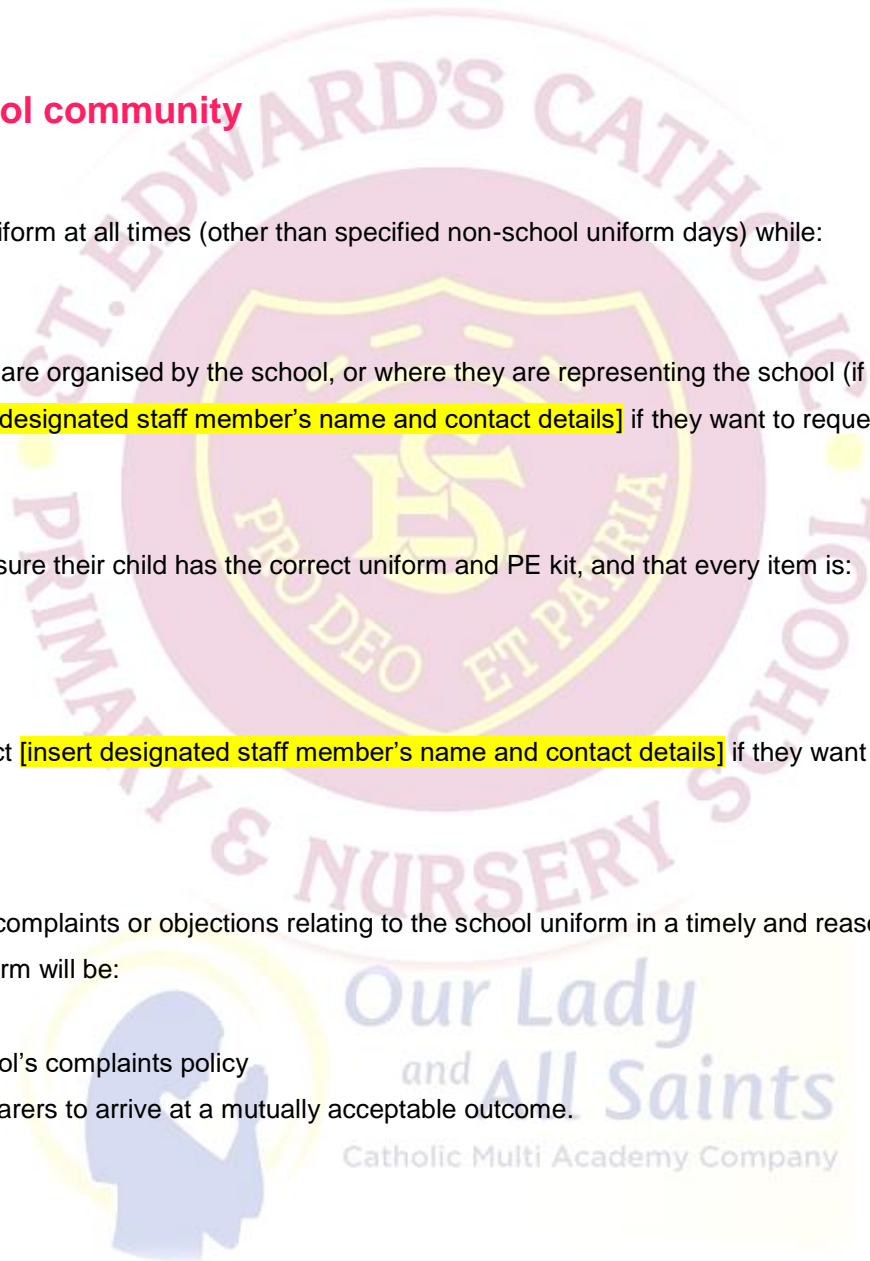 ol community
iform at all times (other than specified non-school uniform days) while:
are organised by the school, or where they are representing the school (if
designated staff member's name and contact details] if they want to reque
sure their child has the correct uniform and PE kit, and that every item is:
ct [insert designated staff member's name and contact details] if they want
complaints or objections relating to the school uniform in a timely and reaso
rm will be:
ol's complaints policy
arers to arrive at a mutually acceptable outcome.
ST. EDWARD'S CATHOLIC
PRIMARY & NURSERY SCHOOL
ES
PRO DEO ET PATRIA
Our Lady
and All Saints
Catholic Multi Academy Company